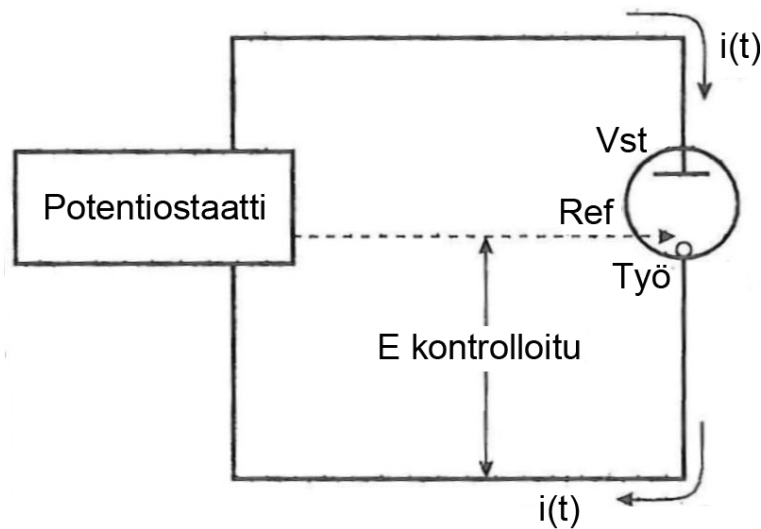 i(t)
Vst
Potentiostaatti
Ref
Työ
E kontrolloitu
i(t)